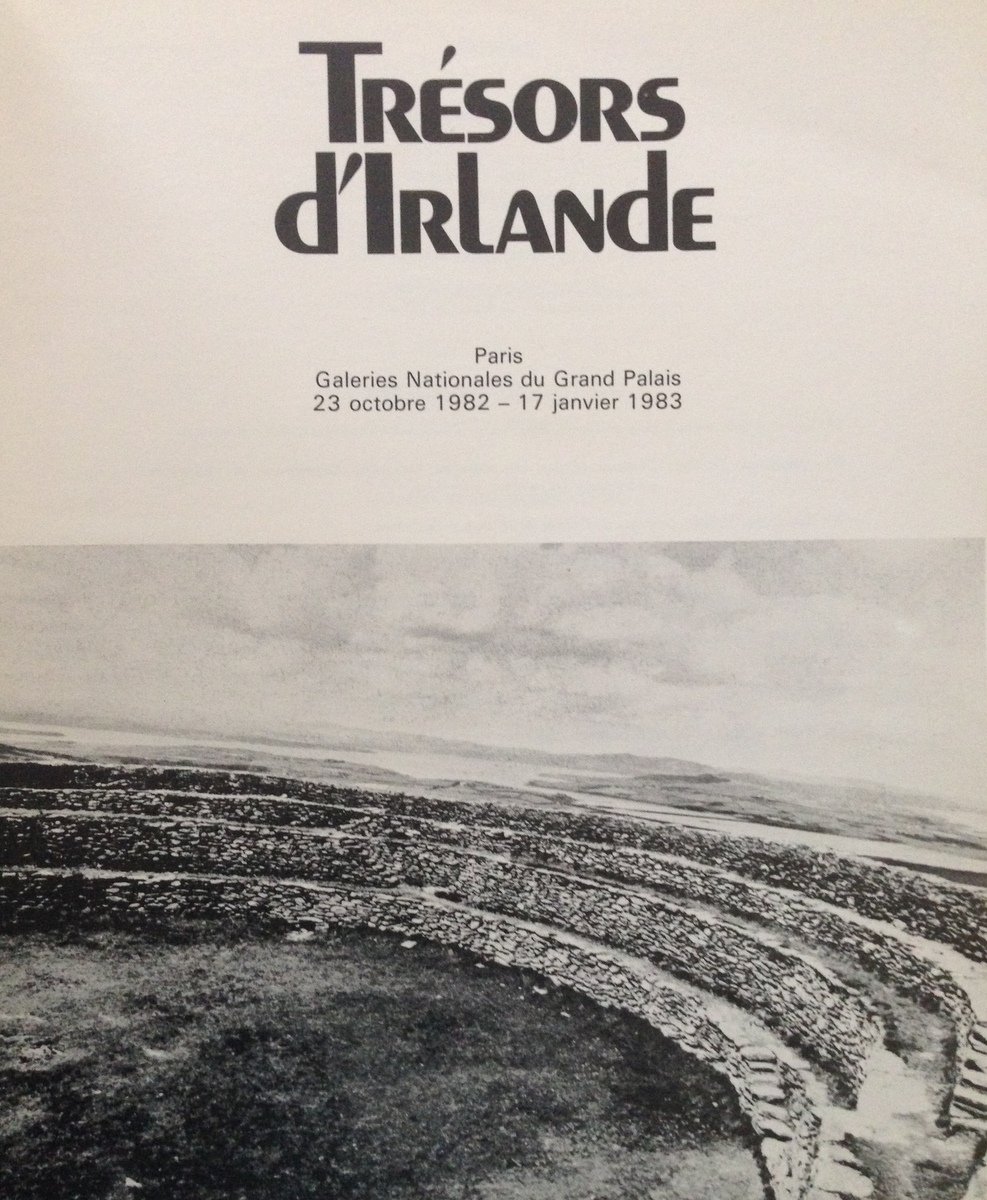 Trésors
d'Irlande
Paris
Galeries Nationales du Grand Palais
23 octobre 1982 – 17 janvier 1983